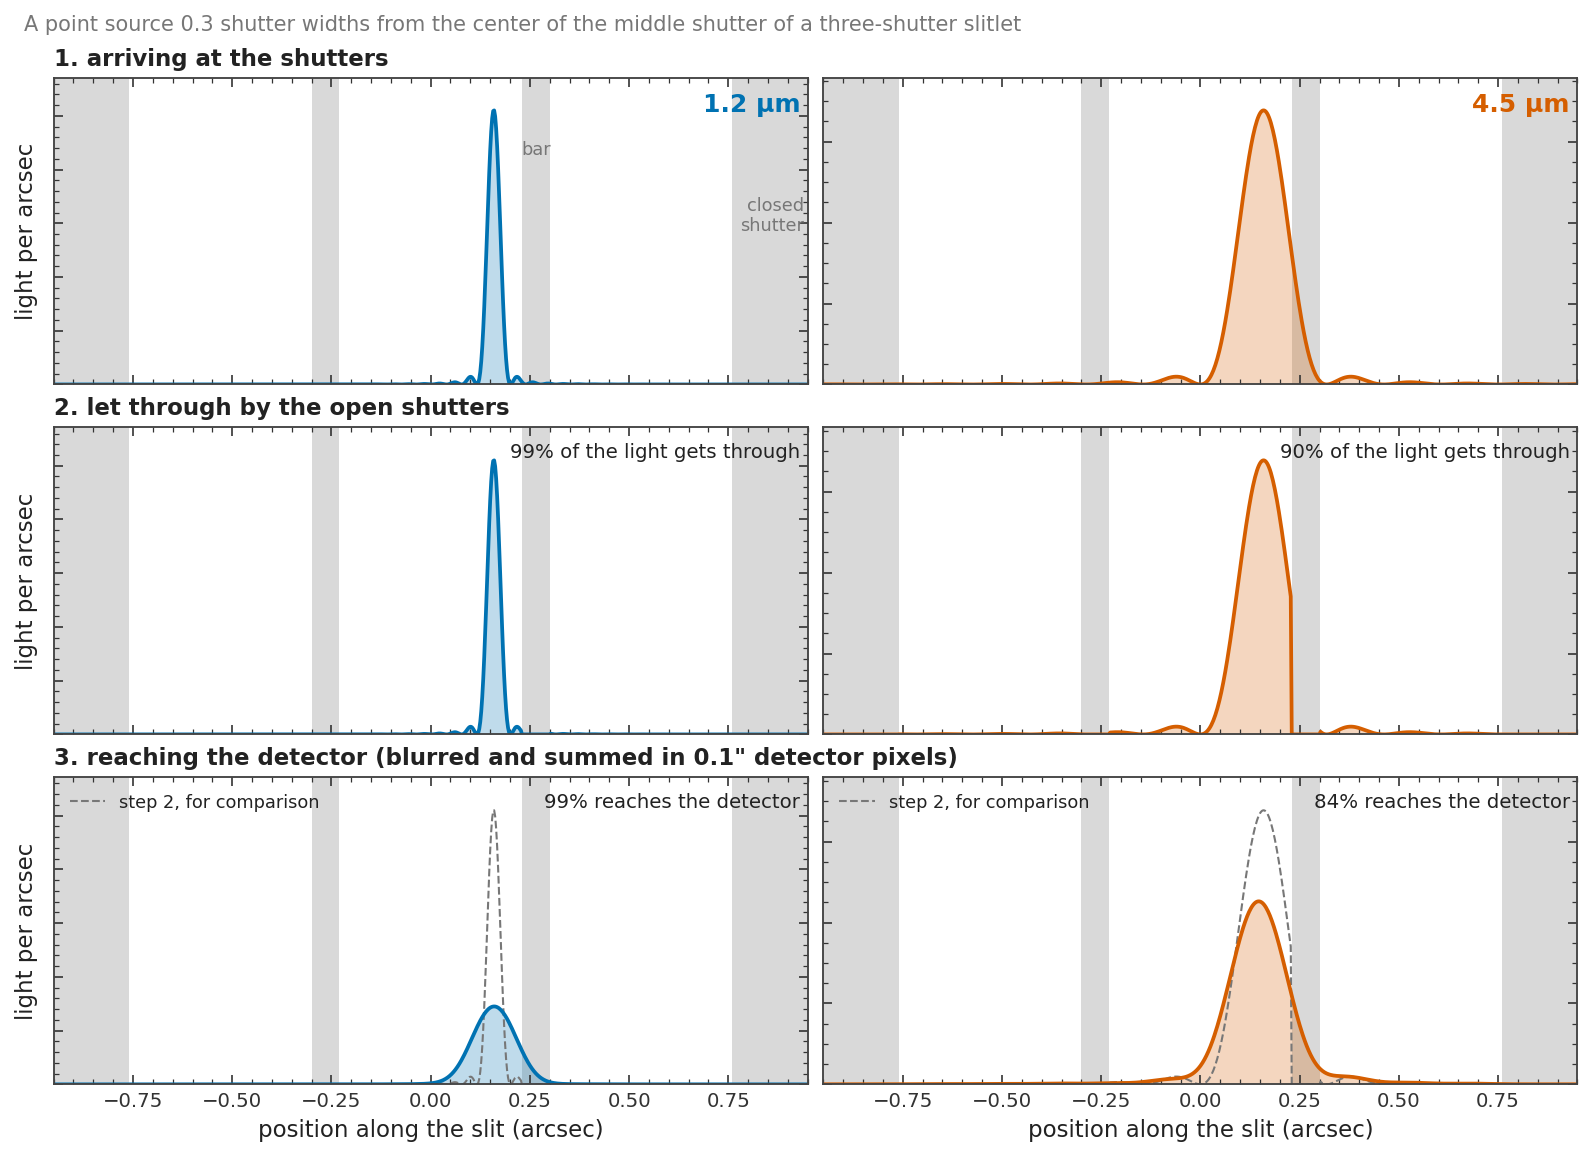 A point source 0.3 shutter widths from the center of the middle shutter of a three-shutter slitlet
1. arriving at the shutters
light per arcsec
1.2 µm
bar
closed
shutter
4.5 µm
2. let through by the open shutters
light per arcsec
99% of the light gets through
90% of the light gets through
3. reaching the detector (blurred and summed in 0.1" detector pixels)
light per arcsec
step 2, for comparison
99% reaches the detector
step 2, for comparison
84% reaches the detector
−0.75 −0.50 −0.25 0.00 0.25 0.50 0.75
−0.75 −0.50 −0.25 0.00 0.25 0.50 0.75
position along the slit (arcsec)
position along the slit (arcsec)